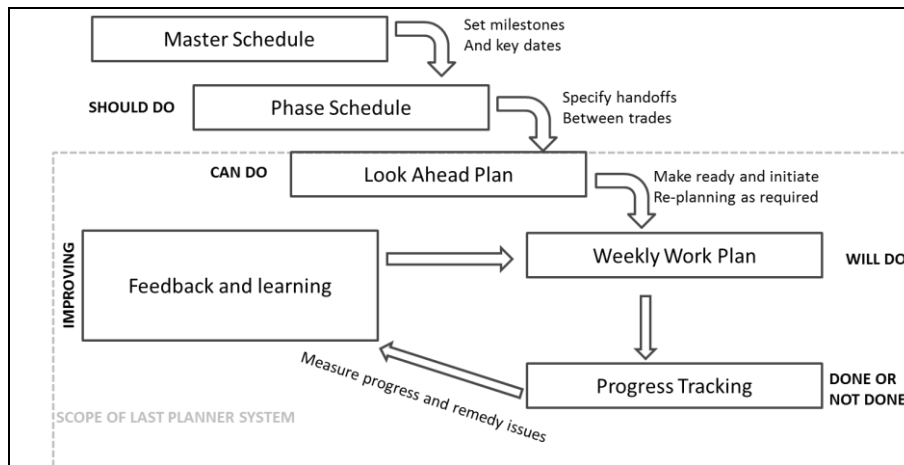 Master Schedule
Set milestones
And key dates
SHOULD DO
Phase Schedule
Specify handoffs
Between trades
CAN DO
Look Ahead Plan
Make ready and initiate
Re-planning as required
IMPROVING
Feedback and learning
Weekly Work Plan
WILL DO
Measure progress and remedy issues
Progress Tracking
DONE OR
NOT DONE
SCOPE OF LAST PLANNER SYSTEM